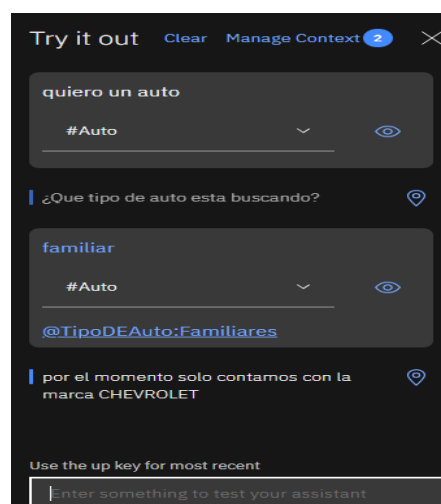 Try it out Clear Manage Context 2
quiero un auto
#Auto
¿Que tipo de auto esta buscando?
familiar
#Auto
@TipoDEAuto:Familiares
por el momento solo contamos con la
marca CHEVROLET
Use the up key for most recent
Enter something to test your assistant